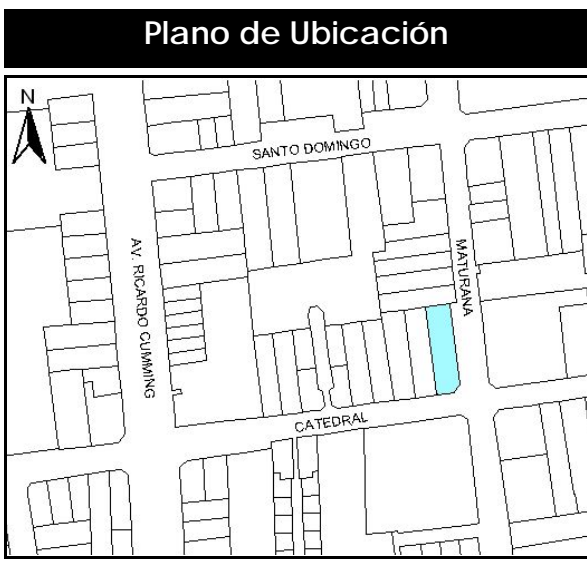 Plano de Ubicación
N
SANTO DOMINGO
AV. RICARDO CUMMING
MATURANA
CATEDRAL